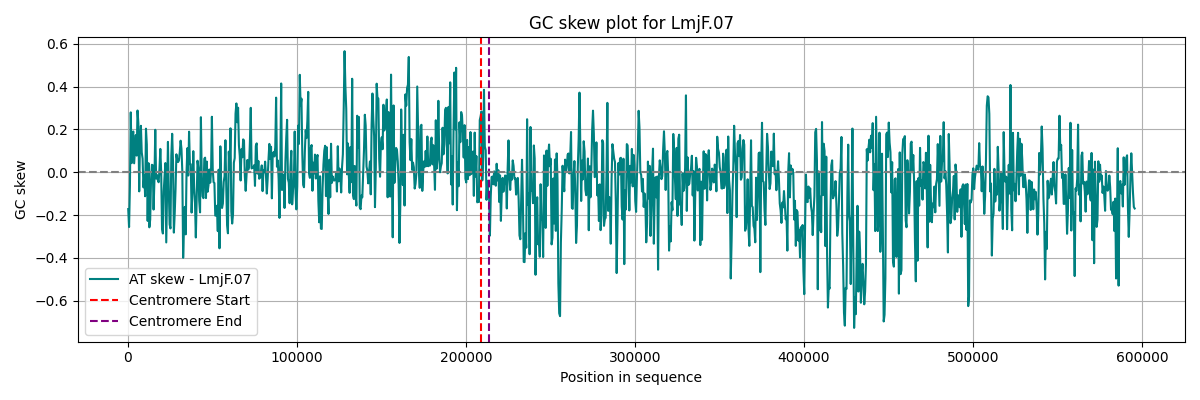 GC skew plot for LmjF.07
GC skew
0.6
0.4
0.2
0.0
−0.2
−0.4
−0.6
AT skew - LmjF.07
Centromere Start
Centromere End
0 100000 200000 300000 400000 500000 600000
Position in sequence